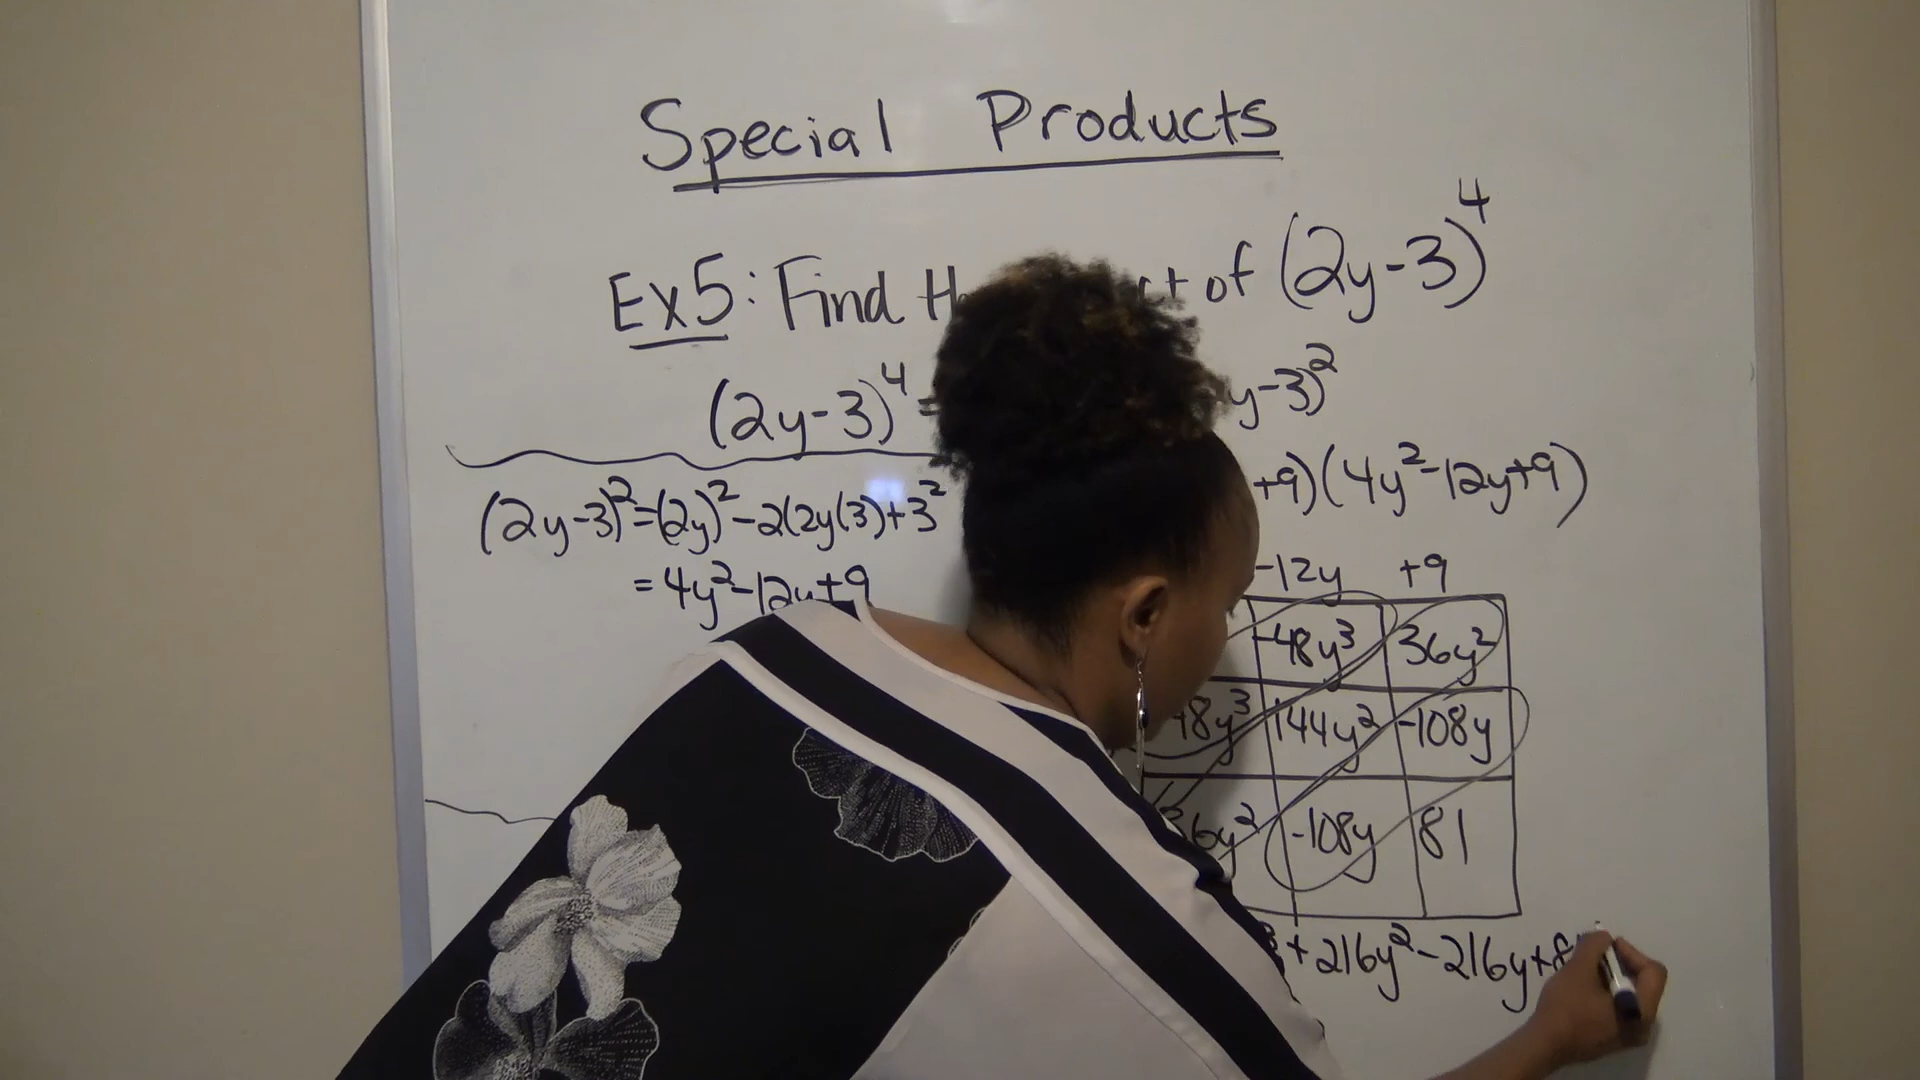 Special Products
Ex5: Find of (2y-3)⁴
(2y-3)⁴ = y-3)²
(2y-3)²=(2y)²-2(2y(3)+3²
+9)(4y²-12y+9)
=4y²-12y+9
-12y +9
-48y³ 36y²
48y³ 144y² -108y
36y² -108y 81
+216y²-216y+8